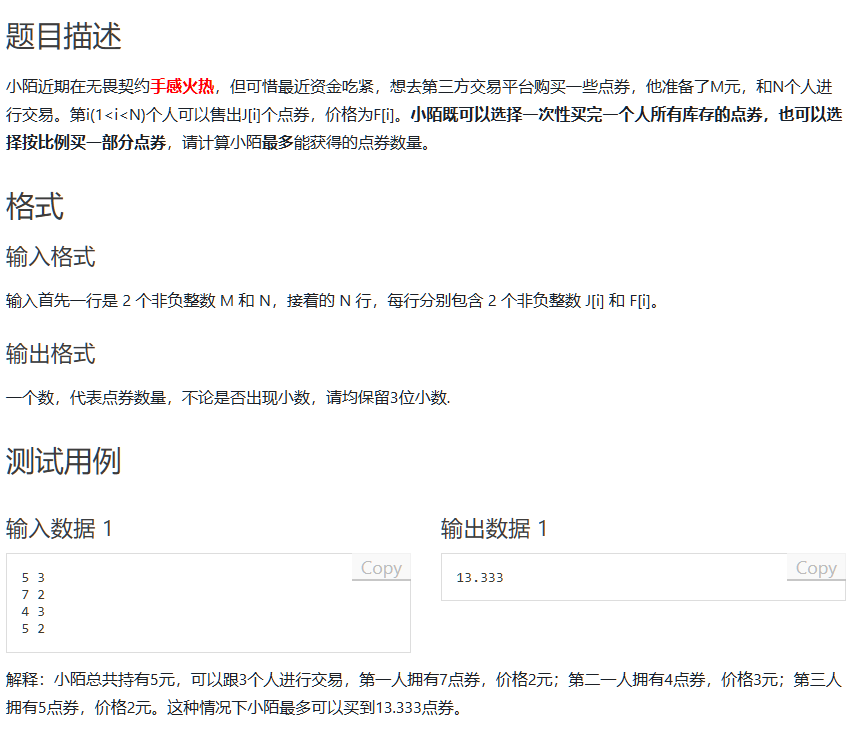 题目描述
小陌近期在无畏契约手感火热，但可惜最近资金吃紧，想去第三方交易平台购买一些点券，他准备了M元，和N个人进
行交易。第i(1<i<N)个人可以售出J[i]个点券，价格为F[i]。小陌既可以选择一次性买完一个人所有库存的点券，也可以选
择按比例买一部分点券，请计算小陌最多能获得的点券数量。
格式
输入格式
输入首先一行是 2 个非负整数 M 和 N，接着的 N 行，每行分别包含 2 个非负整数 J[i] 和 F[i]。
输出格式
一个数，代表点券数量，不论是否出现小数，请均保留3位小数.
测试用例
输入数据 1
Copy
5 3
7 2
4 3
5 2
输出数据 1
Copy
13.333
解释：小陌总共持有5元，可以跟3个人进行交易，第一人拥有7点券，价格2元；第二一人拥有4点券，价格3元；第三人
拥有5点券，价格2元。这种情况下小陌最多可以买到13.333点券。